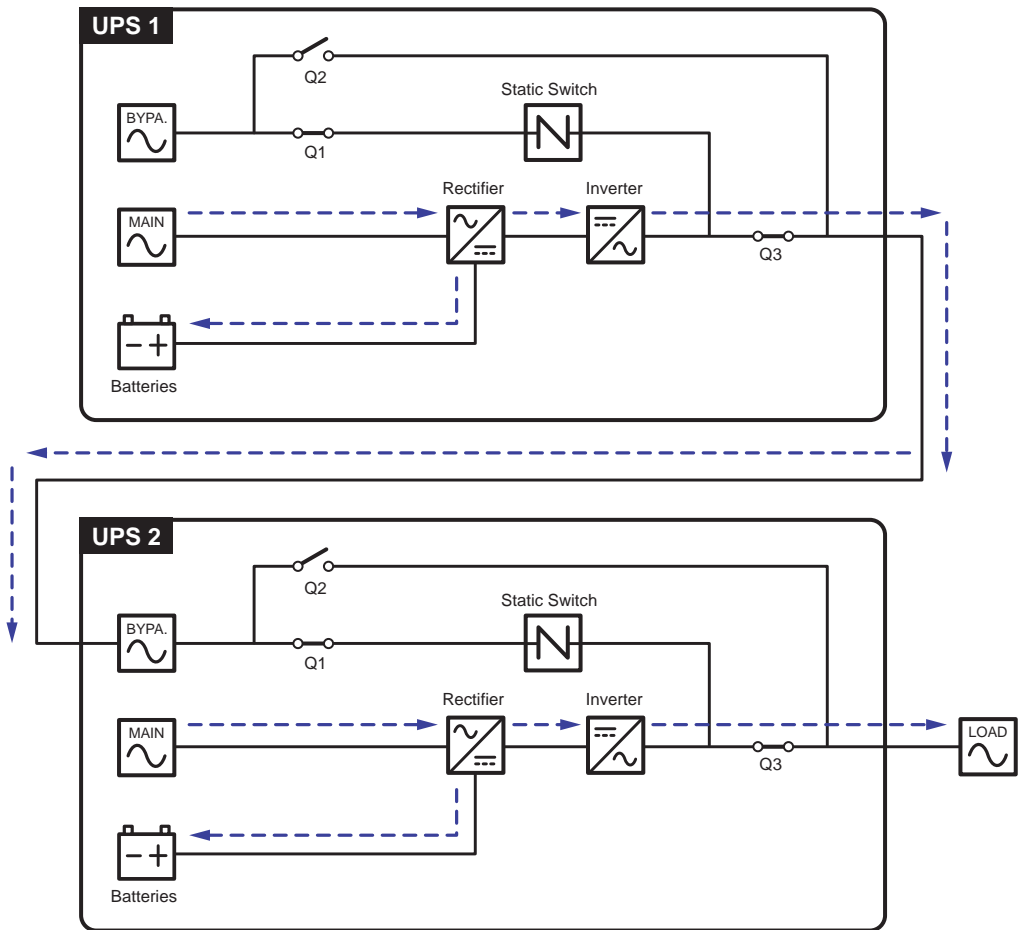 UPS 1
Q2
Static Switch
BYPA.
Q1
Rectifier
Inverter
MAIN
Q3
Batteries
UPS 2
Q2
Static Switch
BYPA.
Q1
Rectifier
Inverter
MAIN
LOAD
Q3
Batteries